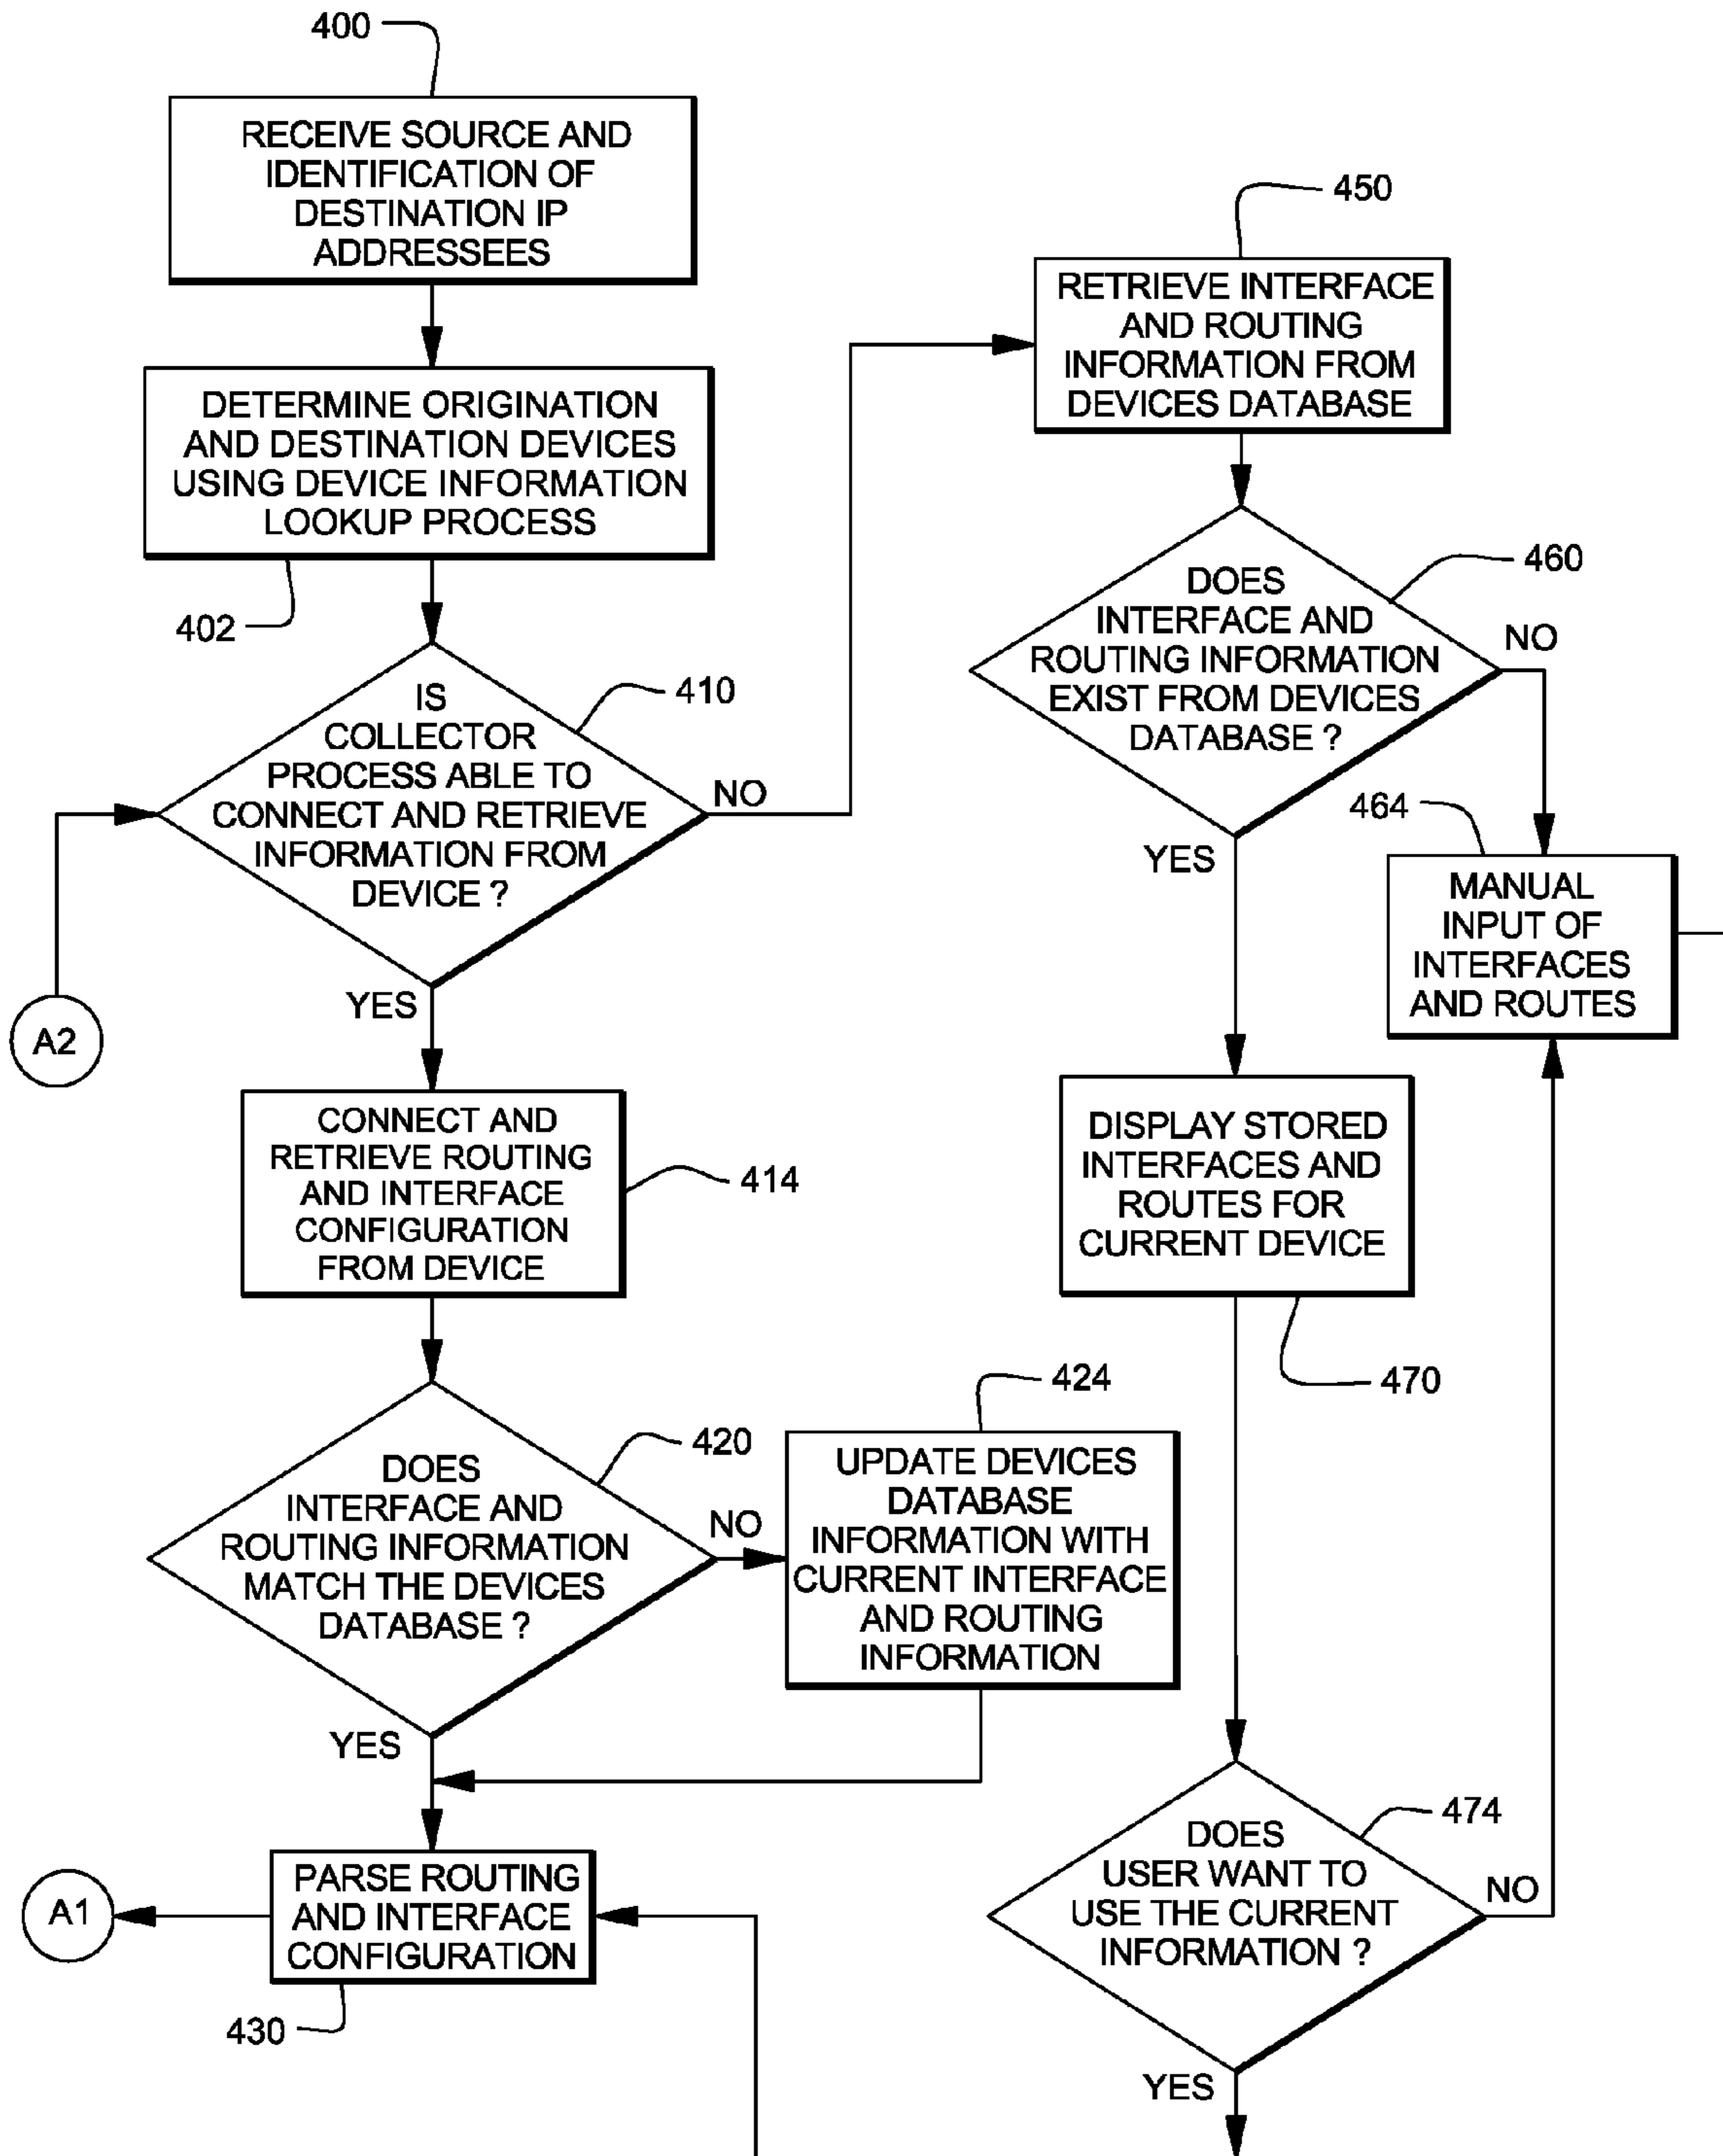 400
RECEIVE SOURCE AND
IDENTIFICATION OF
DESTINATION IP
ADDRESSEES
DETERMINE ORIGINATION
AND DESTINATION DEVICES
USING DEVICE INFORMATION
LOOKUP PROCESS
402
IS
COLLECTOR
PROCESS ABLE TO
CONNECT AND RETRIEVE
INFORMATION FROM
DEVICE ?
410
NO
YES
A2
CONNECT AND
RETRIEVE ROUTING
AND INTERFACE
CONFIGURATION
FROM DEVICE
414
DOES
INTERFACE AND
ROUTING INFORMATION
MATCH THE DEVICES
DATABASE ?
420
NO
YES
424
UPDATE DEVICES
DATABASE
INFORMATION WITH
CURRENT INTERFACE
AND ROUTING
INFORMATION
PARSE ROUTING
AND INTERFACE
CONFIGURATION
A1
430
450
RETRIEVE INTERFACE
AND ROUTING
INFORMATION FROM
DEVICES DATABASE
DOES
INTERFACE AND
ROUTING INFORMATION
EXIST FROM DEVICES
DATABASE ?
460
NO
YES
464
MANUAL
INPUT OF
INTERFACES
AND ROUTES
DISPLAY STORED
INTERFACES AND
ROUTES FOR
CURRENT DEVICE
470
DOES
USER WANT TO
USE THE CURRENT
INFORMATION ?
474
NO
YES